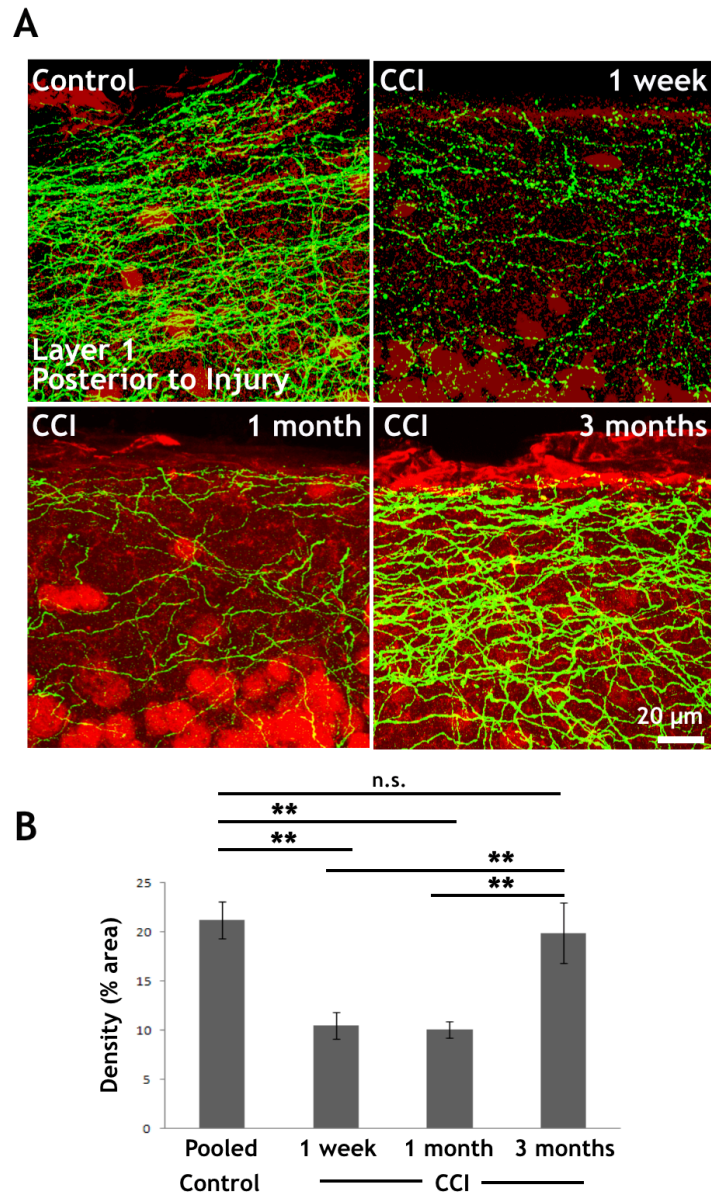 A
Control
CCI 1 week
Layer 1
Posterior to Injury
CCI 1 month
CCI 3 months
20 µm
B
n.s.
**
**
**
**
Density (% area)
25
20
15
10
5
0
Pooled 1 week 1 month 3 months
Control CCI